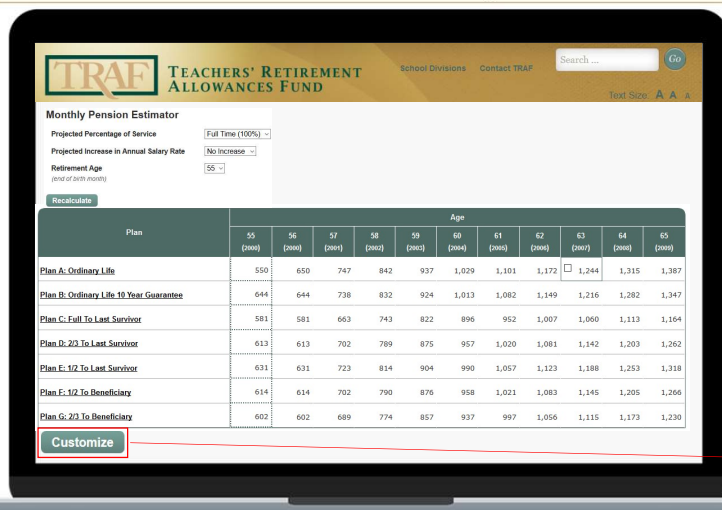 TRAF TEACHERS' RETIREMENT ALLOWANCES FUND
School Divisions Contact TRAF
Search ... Go
Text Size A A A
Monthly Pension Estimator
Projected Percentage of Service Full Time (100%)
Projected Increase in Annual Salary Rate No Increase
Retirement Age 55
(end of birth month)
Recalculate
Age
Plan 55 56 57 58 59 60 61 62 63 64 65
(2000) (2000) (2001) (2002) (2003) (2004) (2005) (2006) (2007) (2008) (2009)
Plan A: Ordinary Life 550 650 747 842 937 1,029 1,101 1,172 1,244 1,315 1,387
Plan B: Ordinary Life 10 Year Guarantee 644 644 738 832 924 1,013 1,082 1,149 1,216 1,282 1,347
Plan C: Full To Last Survivor 581 581 663 743 822 896 952 1,007 1,060 1,113 1,164
Plan D: 2/3 To Last Survivor 613 613 702 789 875 957 1,020 1,081 1,142 1,203 1,262
Plan E: 1/2 To Last Survivor 631 631 723 814 904 990 1,057 1,123 1,188 1,253 1,318
Plan F: 1/2 To Beneficiary 614 614 702 790 876 958 1,021 1,083 1,145 1,205 1,266
Plan G: 2/3 To Beneficiary 602 602 689 774 857 937 997 1,056 1,115 1,173 1,230
Customize